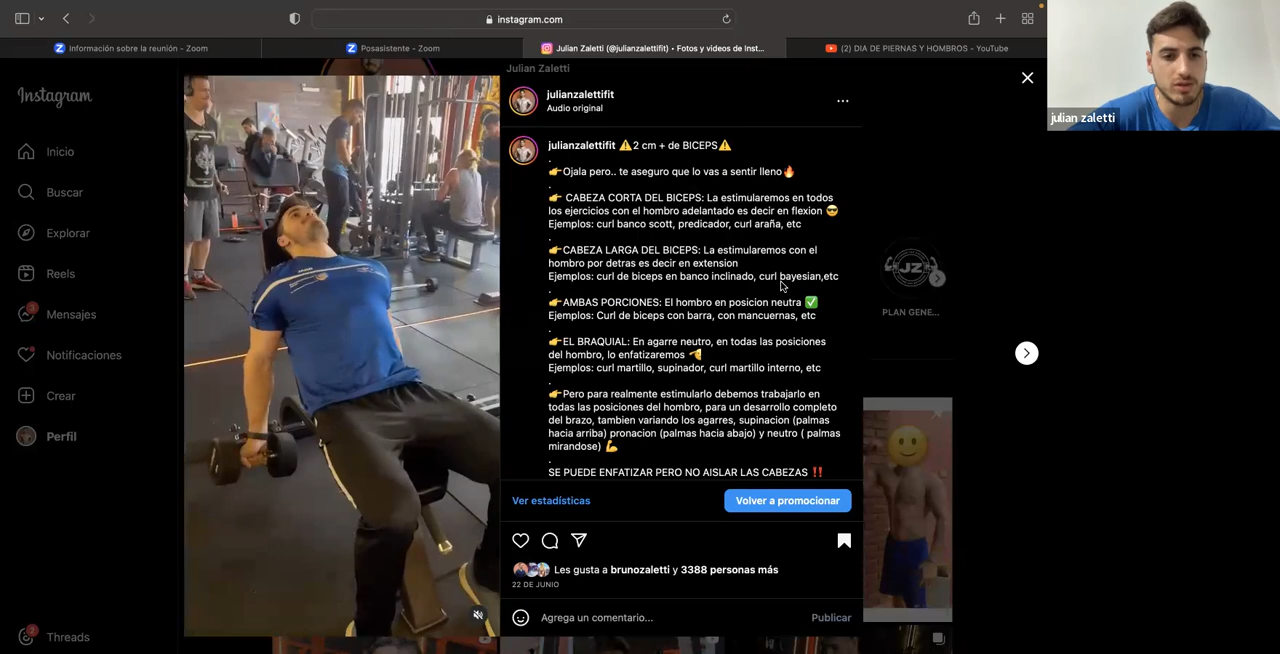 instagram.com
Información sobre la reunión - Zoom
Posasistente - Zoom
Julian Zaletti (@julianzalettifit) • Fotos y videos de Inst...
(2) DIA DE PIERNAS Y HOMBROS - YouTube
julian zaletti
Instagram
Inicio
Buscar
Explorar
Reels
3
Mensajes
Notificaciones
Crear
Perfil
2
Threads
Julian Zaletti
julianzalettifit
Audio original
julianzalettifit ⚠️2 cm + de BICEPS⚠️
.
👉Ojala pero.. te aseguro que lo vas a sentir lleno🔥
.
👉 CABEZA CORTA DEL BICEPS: La estimularemos en todos
los ejercicios con el hombro adelantado es decir en flexion 😎
Ejemplos: curl banco scott, predicador, curl araña, etc
.
👉CABEZA LARGA DEL BICEPS: La estimularemos con el
hombro por detras es decir en extension
Ejemplos: curl de biceps en banco inclinado, curl bayesian,etc
.
👉AMBAS PORCIONES: El hombro en posicion neutra ✅
Ejemplos: Curl de biceps con barra, con mancuernas, etc
.
👉EL BRAQUIAL: En agarre neutro, en todas las posiciones
del hombro, lo enfatizaremos 🫡
Ejemplos: curl martillo, supinador, curl martillo interno, etc
.
👉Pero para realmente estimularlo debemos trabajarlo en
todas las posiciones del hombro, para un desarrollo completo
del brazo, tambien variando los agarres, supinacion (palmas
hacia arriba) pronacion (palmas hacia abajo) y neutro ( palmas
mirandose) 💪
.
SE PUEDE ENFATIZAR PERO NO AISLAR LAS CABEZAS ‼️
Ver estadísticas
Volver a promocionar
Les gusta a brunozaletti y 3388 personas más
22 DE JUNIO
Agrega un comentario...
Publicar
JZ
PLAN GENE...